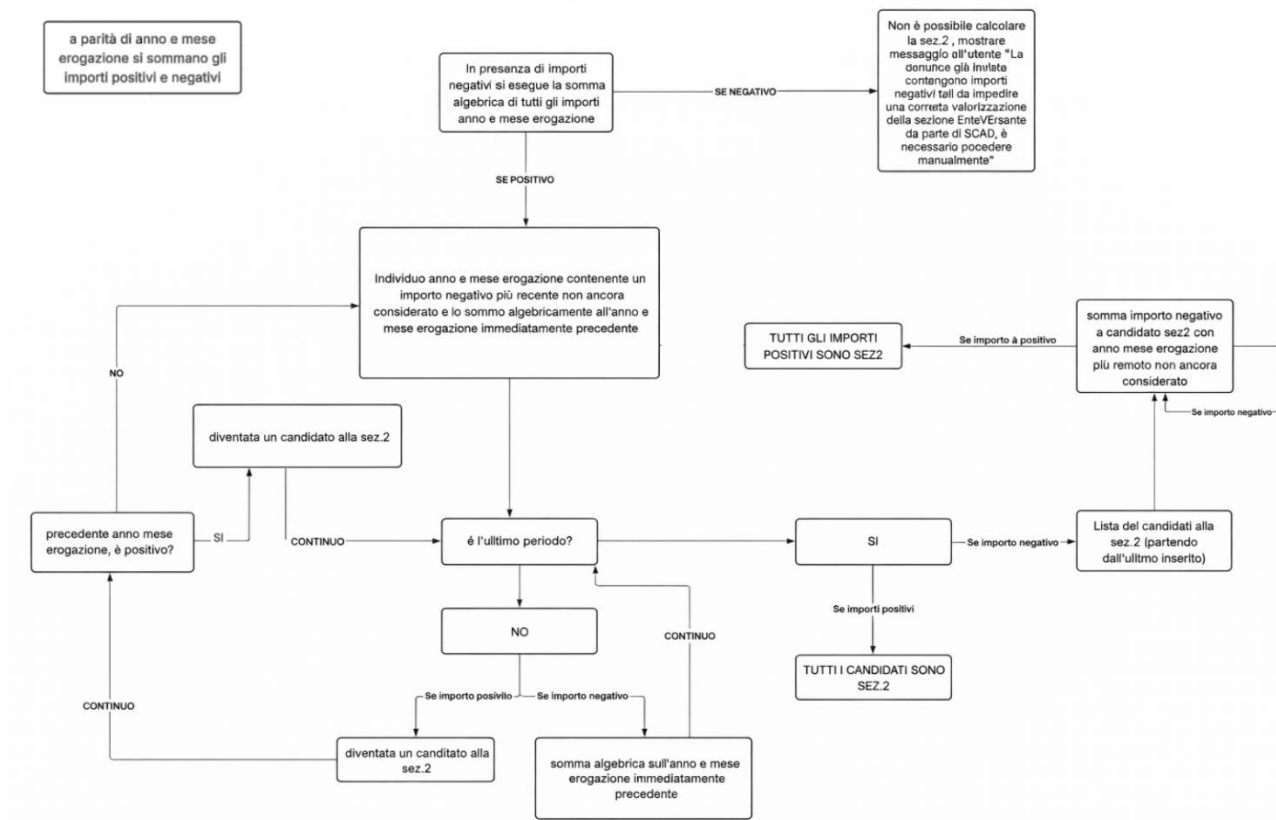 a parità di anno e mese
erogazione si sommano gli
importi positivi e negativi
In presanza di importi
negativi si esegue la somma
algebrica di tutti gli importi
anno e mese erogazione
SE NEGATIVO
Non è possibile calcolare
la sez.2 , mostrare
messaggio all'utente "La
denunce già inviate
contengono importi
negativi tali da impedire
una correta valorizzazione
della sezione EnteVErsante
da parte di SCAD, è
necessario pocedere
manualmente"
SE POSITIVO
Individuo anno e mese erogazione contenente un
importo negativo più recente non ancora
considerato e lo sommo algebricamente all'anno e
mese erogazione immediatamente precedente
TUTTI GLI IMPORTI
POSITIVI SONO SEZ2
Se importo à positivo
somma importo negativo
a candidato sez2 con
anno mese erogazione
più remoto non ancora
considerato
Se importo negativo
NO
diventata un candidato alla sez.2
precedente anno mese
erogazione, è positivo?
SI
CONTINUO
é l'ulltimo periodo?
SI
Se importo negativo
Lista del candidati alla
sez.2 (partendo
dall'ulltmo inserlto)
Se importi positivi
NO
CONTINUO
TUTTI I CANDIDATI SONO
SEZ.2
Se importo posivilo
Se importo negativo
CONTINUO
diventata un canditato alla
sez.2
somma algebrica sull'anno e mese
erogazione immediatamente
precedente